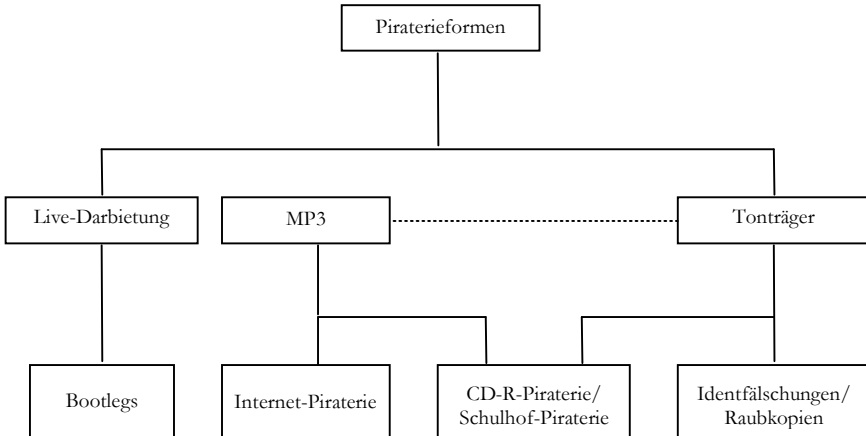 Piraterieformen
Live-Darbietung
MP3
Tonträger
Bootlegs
Internet-Piraterie
CD-R-Piraterie/
Schulhof-Piraterie
Identfälschungen/
Raubkopien